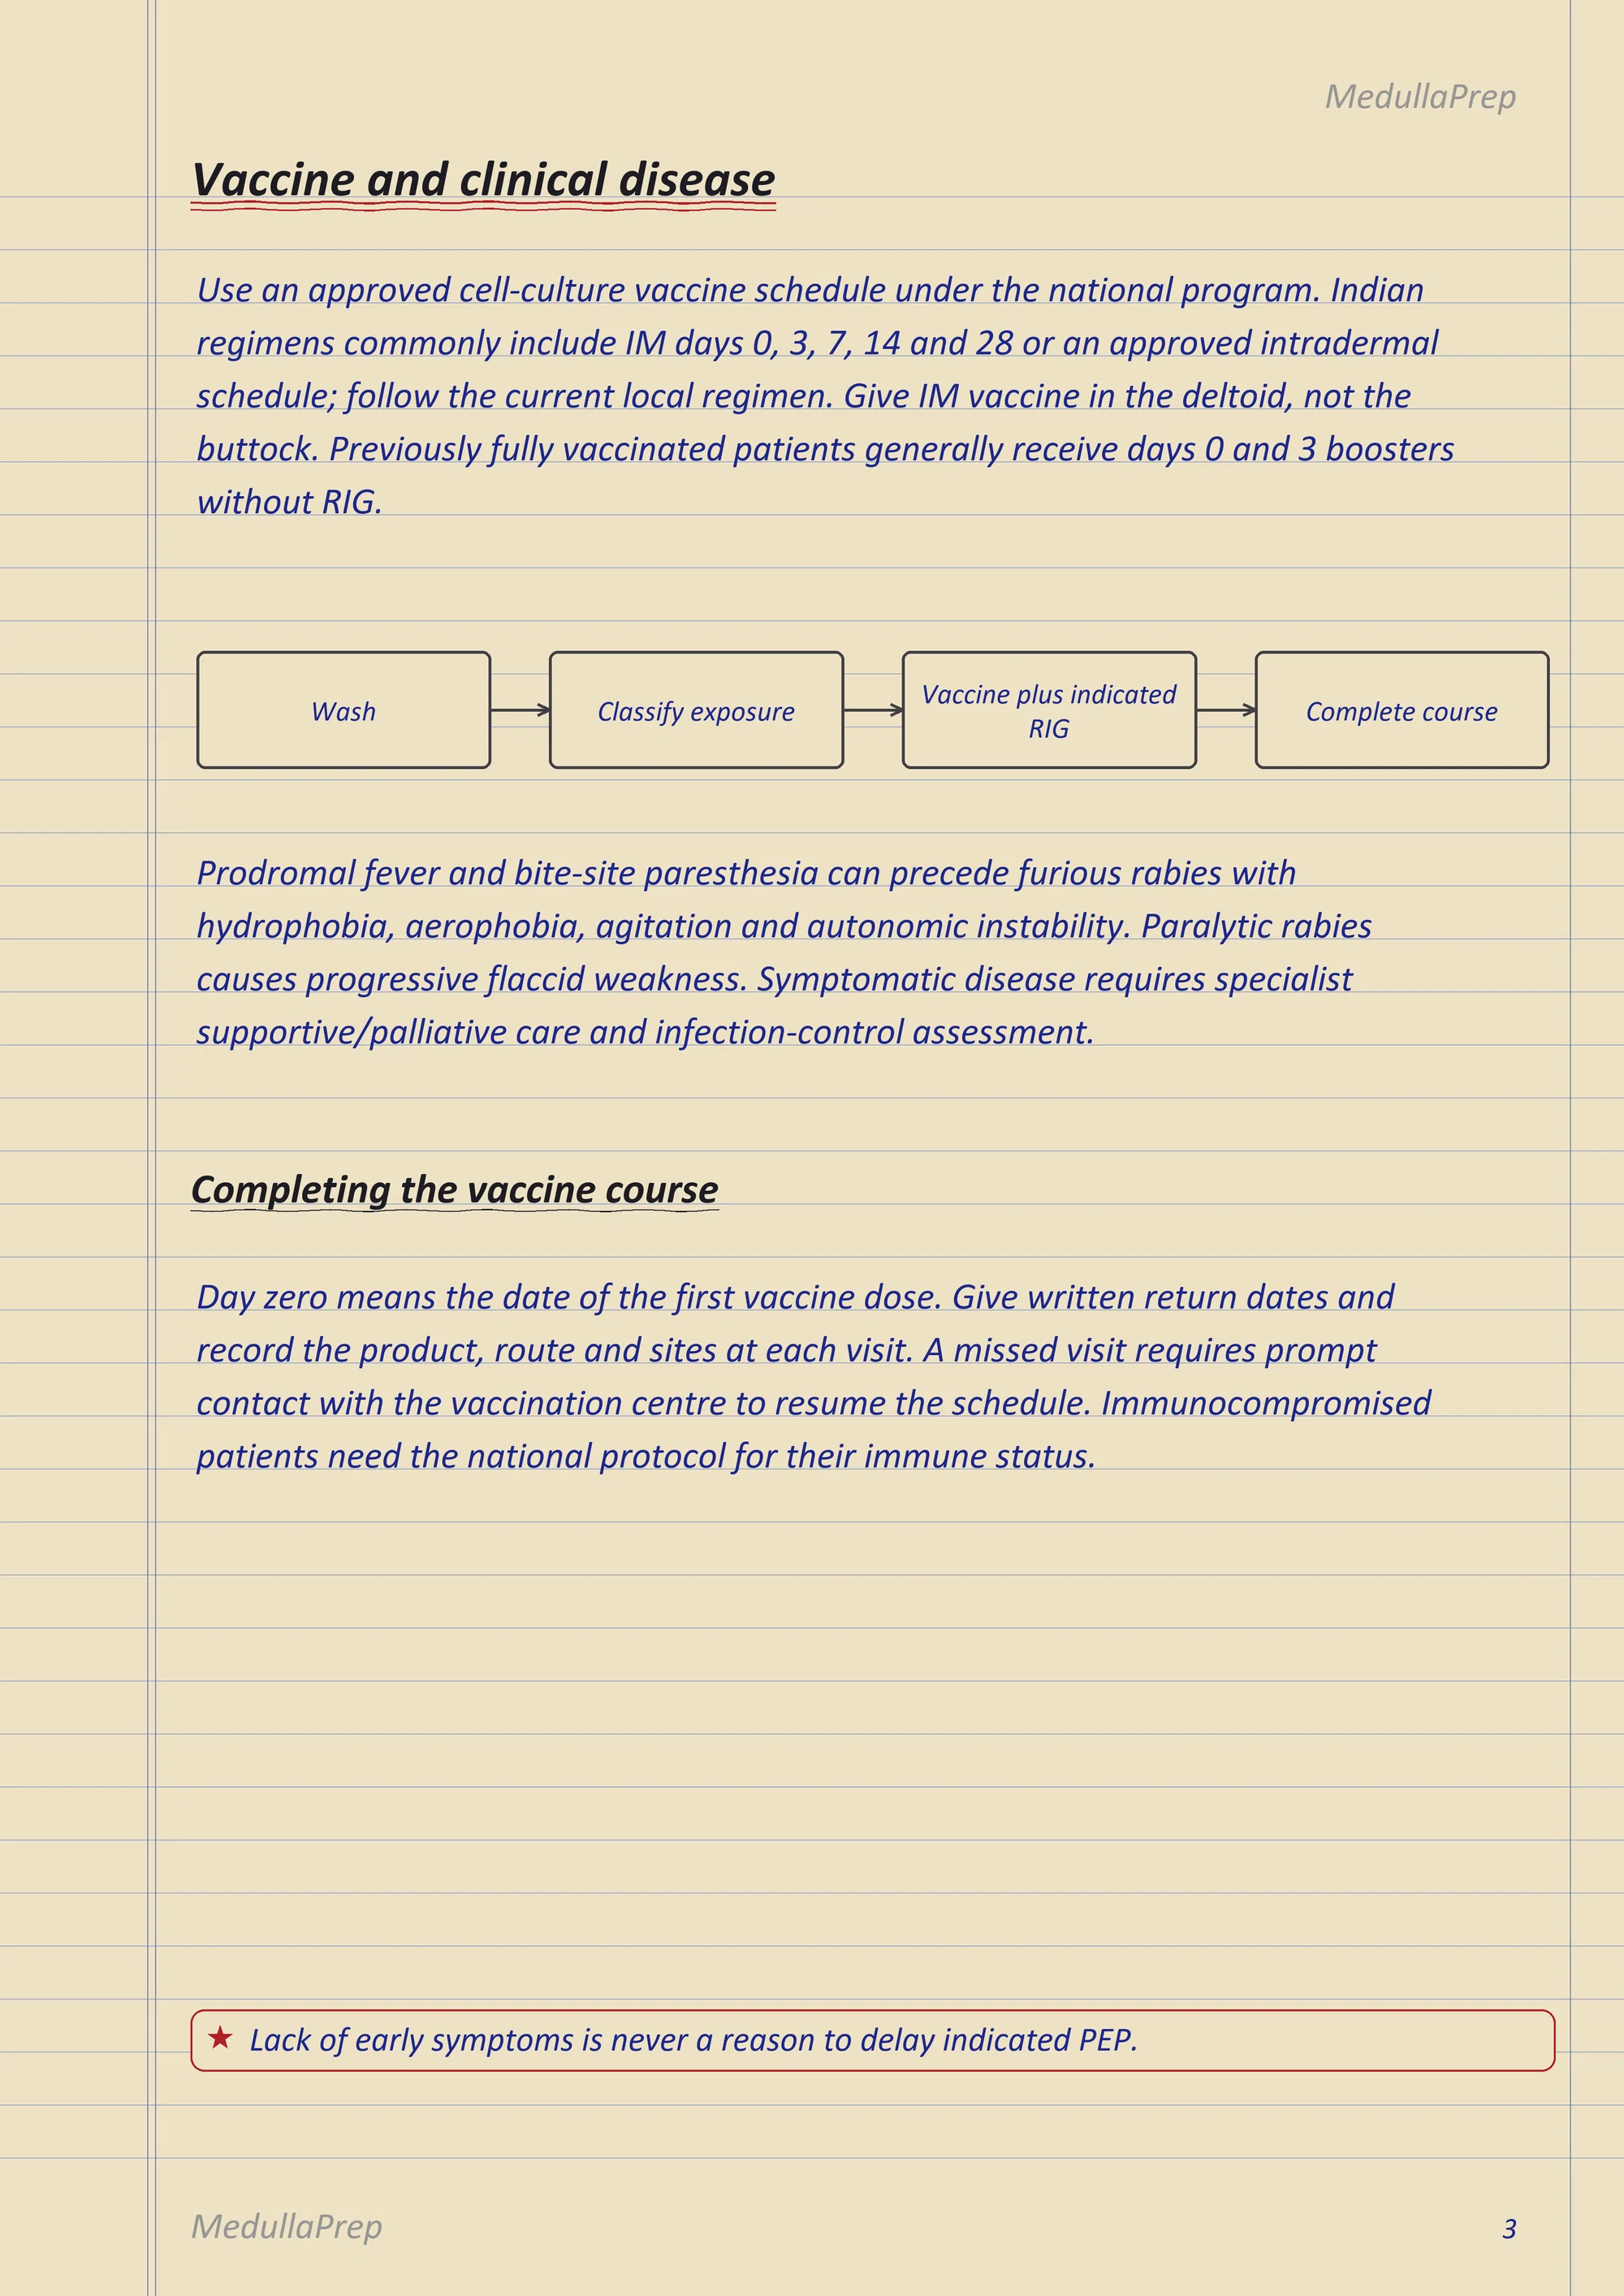 MedullaPrep
Vaccine and clinical disease
Use an approved cell-culture vaccine schedule under the national program. Indian
regimens commonly include IM days 0, 3, 7, 14 and 28 or an approved intradermal
schedule; follow the current local regimen. Give IM vaccine in the deltoid, not the
buttock. Previously fully vaccinated patients generally receive days 0 and 3 boosters
without RIG.
Wash
Classify exposure
Vaccine plus indicated
RIG
Complete course
Prodromal fever and bite-site paresthesia can precede furious rabies with
hydrophobia, aerophobia, agitation and autonomic instability. Paralytic rabies
causes progressive flaccid weakness. Symptomatic disease requires specialist
supportive/palliative care and infection-control assessment.
Completing the vaccine course
Day zero means the date of the first vaccine dose. Give written return dates and
record the product, route and sites at each visit. A missed visit requires prompt
contact with the vaccination centre to resume the schedule. Immunocompromised
patients need the national protocol for their immune status.
★ Lack of early symptoms is never a reason to delay indicated PEP.
MedullaPrep
3